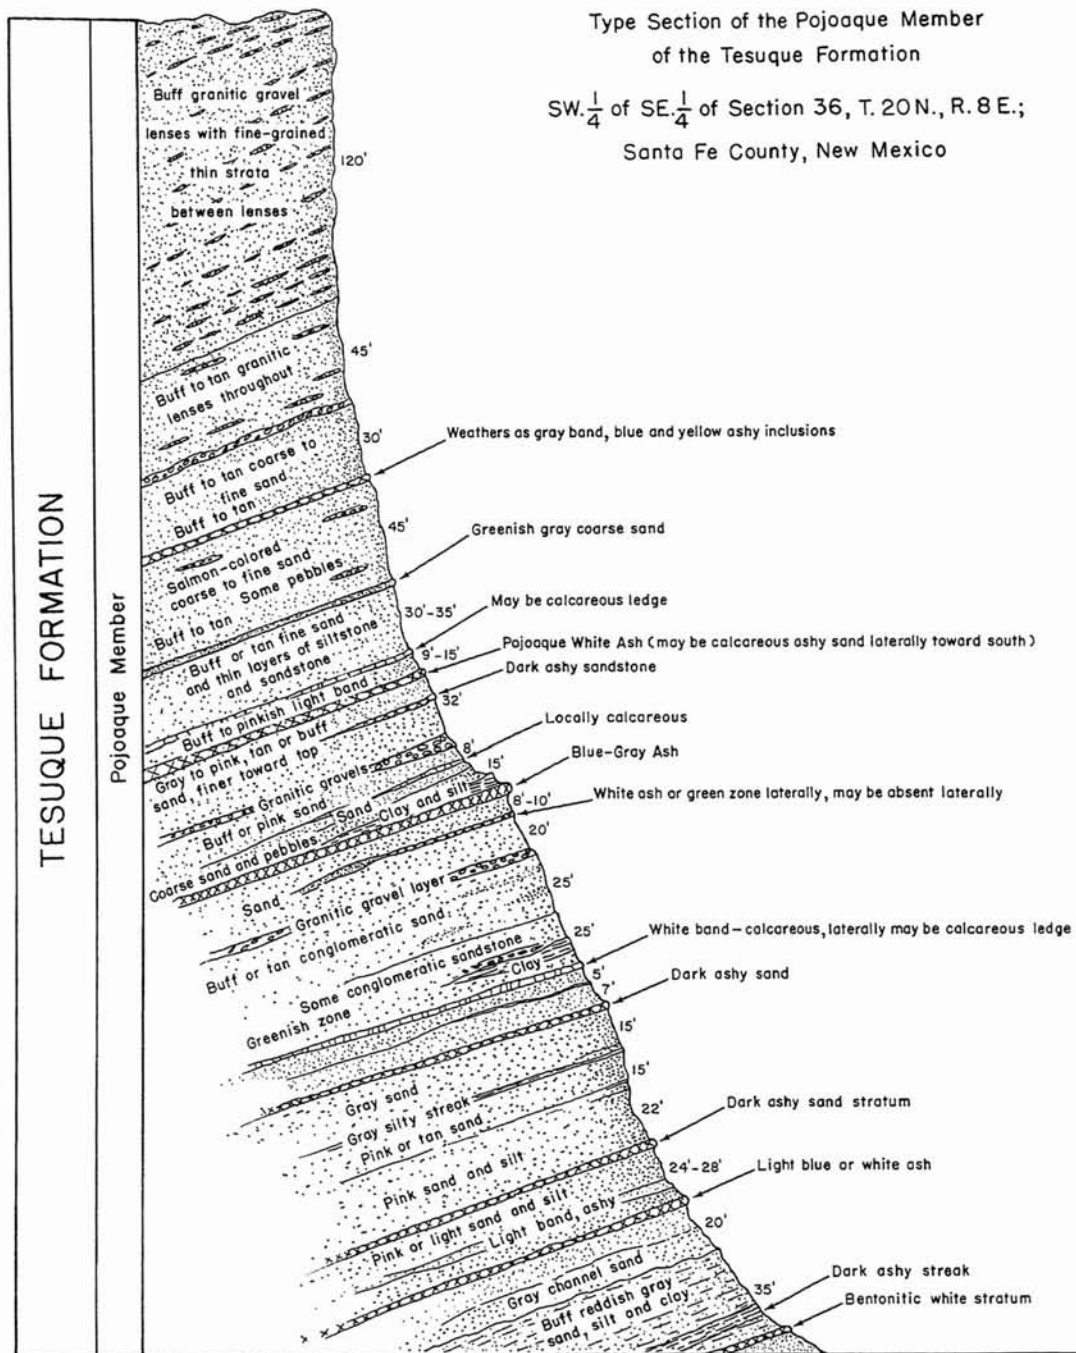 Type Section of the Pojoaque Member
of the Tesuque Formation
SW. 1/4 of SE. 1/4 of Section 36, T. 20 N., R. 8 E.;
Santa Fe County, New Mexico
TESUQUE FORMATION
Pojoaque Member
Buff granitic gravel
lenses with fine-grained
thin strata
between lenses
120'
Buff to tan granitic
lenses throughout
45'
Buff to tan coarse to
fine sand
Buff to tan
30'
Weathers as gray band, blue and yellow ashy inclusions
Salmon-colored
coarse to fine sand
Buff to tan Some pebbles
45'
Greenish gray coarse sand
Buff or tan fine sand
and thin layers of siltstone
and sandstone
30'-35'
May be calcareous ledge
Buff to pinkish light band
9'-15'
Pojoaque White Ash (may be calcareous ashy sand laterally toward south)
Dark ashy sandstone
Gray to pink, tan or buff
sand, finer toward top
32'
Granitic gravels
Locally calcareous
Buff or pink sand
8'
Sand
15'
Clay and silt
Coarse sand and pebbles
Blue-Gray Ash
8'-10'
White ash or green zone laterally, may be absent laterally
Sand
20'
Granitic gravel layer
Buff or tan conglomeratic sand
25'
Some conglomeratic sandstone
Clay
Greenish zone
25'
White band-calcareous, laterally may be calcareous ledge
5'
7'
Dark ashy sand
Gray sand
15'
Gray silty streak
Pink or tan sand
15'
Pink sand and silt
22'
Dark ashy sand stratum
Pink or light sand and silt
24'-28'
Light band, ashy
Light blue or white ash
Gray channel sand
20'
Buff reddish gray
sand, silt and clay
35'
Dark ashy streak
Bentonitic white stratum